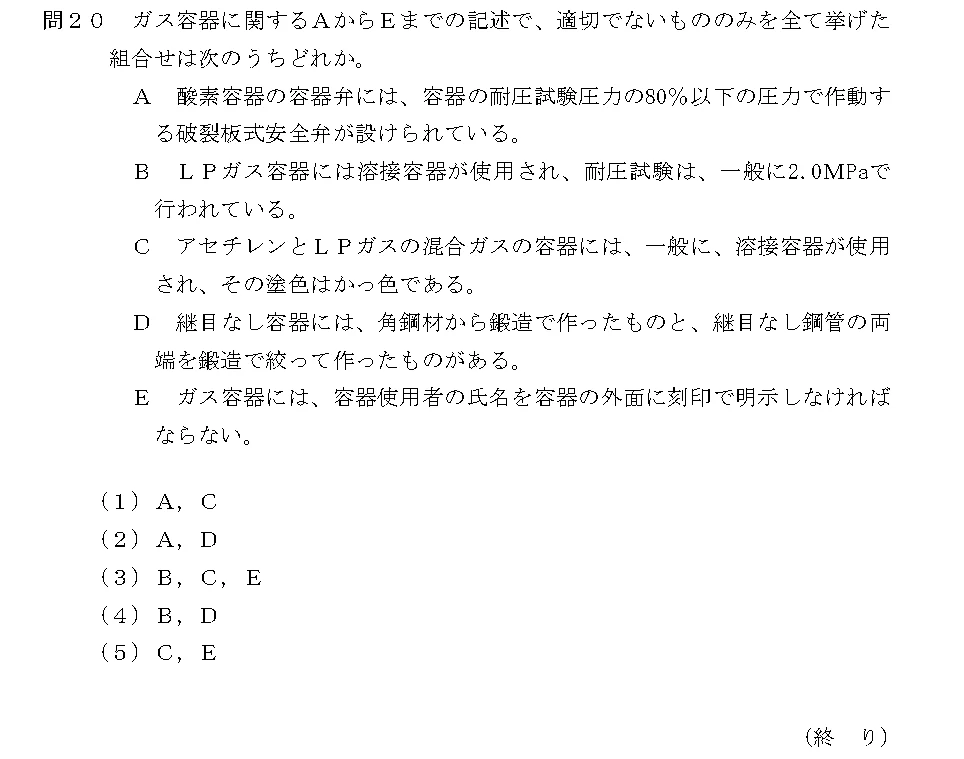 問２０　ガス容器に関するＡからＥまでの記述で、適切でないもののみを全て挙げた
組合せは次のうちどれか。
Ａ　酸素容器の容器弁には、容器の耐圧試験圧力の80％以下の圧力で作動す
る破裂板式安全弁が設けられている。
Ｂ　ＬＰガス容器には溶接容器が使用され、耐圧試験は、一般に2.0MPaで
行われている。
Ｃ　アセチレンとＬＰガスの混合ガスの容器には、一般に、溶接容器が使用
され、その塗色はかっ色である。
Ｄ　継目なし容器には、角鋼材から鍛造で作ったものと、継目なし鋼管の両
端を鍛造で絞って作ったものがある。
Ｅ　ガス容器には、容器使用者の氏名を容器の外面に刻印で明示しなければ
ならない。
（１）Ａ，Ｃ
（２）Ａ，Ｄ
（３）Ｂ，Ｃ，Ｅ
（４）Ｂ，Ｄ
（５）Ｃ，Ｅ
（終　り）